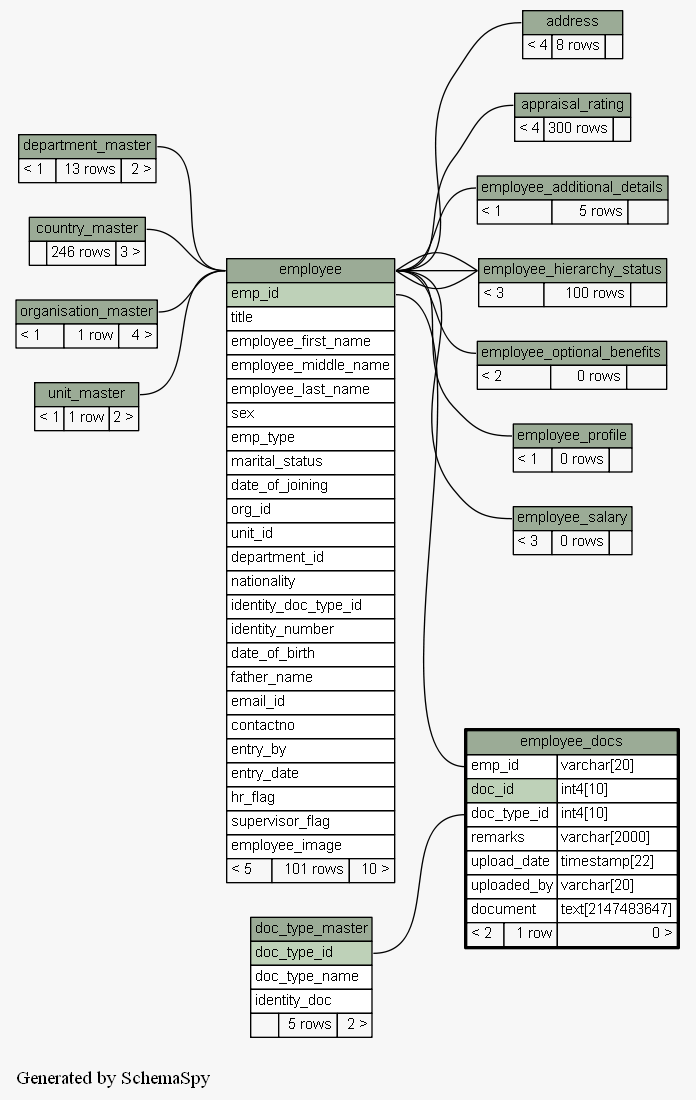 address
< 4 8 rows
appraisal_rating
< 4 300 rows
department_master
< 1 13 rows 2 >
employee_additional_details
< 1 5 rows
country_master
246 rows 3 >
employee_hierarchy_status
< 3 100 rows
organisation_master
< 1 1 row 4 >
employee_optional_benefits
< 2 0 rows
unit_master
< 1 1 row 2 >
employee_profile
< 1 0 rows
employee_salary
< 3 0 rows
employee
emp_id
title
employee_first_name
employee_middle_name
employee_last_name
sex
emp_type
marital_status
date_of_joining
org_id
unit_id
department_id
nationality
identity_doc_type_id
identity_number
date_of_birth
father_name
email_id
contactno
entry_by
entry_date
hr_flag
supervisor_flag
employee_image
< 5 101 rows 10 >
employee_docs
emp_id varchar[20]
doc_id int4[10]
doc_type_id int4[10]
remarks varchar[2000]
upload_date timestamp[22]
uploaded_by varchar[20]
document text[2147483647]
< 2 1 row 0 >
doc_type_master
doc_type_id
doc_type_name
identity_doc
5 rows 2 >
Generated by SchemaSpy